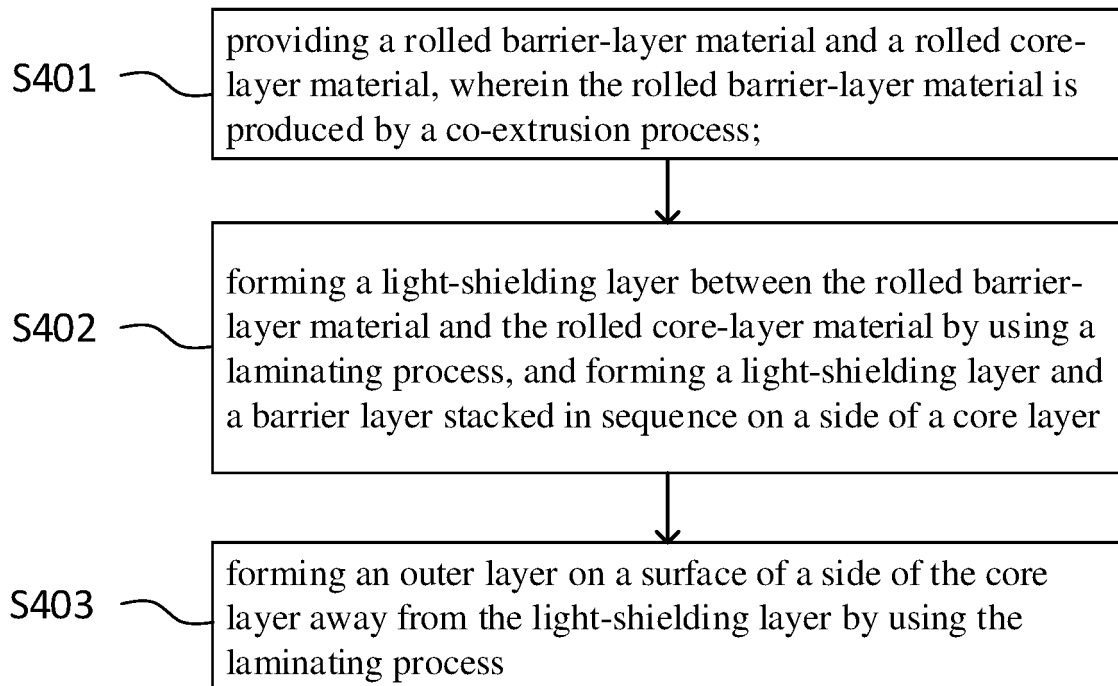 S401
providing a rolled barrier-layer material and a rolled core-
layer material, wherein the rolled barrier-layer material is
produced by a co-extrusion process;
S402
forming a light-shielding layer between the rolled barrier-
layer material and the rolled core-layer material by using a
laminating process, and forming a light-shielding layer and
a barrier layer stacked in sequence on a side of a core layer
S403
forming an outer layer on a surface of a side of the core
layer away from the light-shielding layer by using the
laminating process